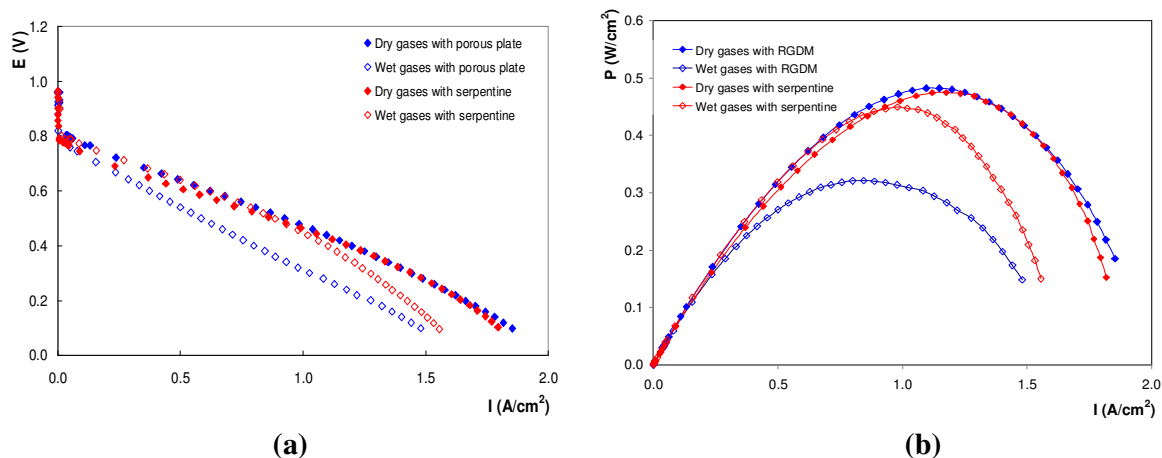 E (V)
1.2
1.0
0.8
0.6
0.4
0.2
0.0
0.0
0.5
1.0
1.5
2.0
I (A/cm²)
Dry gases with porous plate
Wet gases with porous plate
Dry gases with serpentine
Wet gases with serpentine
(a)
P (W/cm²)
0.6
0.5
0.4
0.3
0.2
0.1
0.0
0.0
0.5
1.0
1.5
2.0
I (A/cm²)
Dry gases with RGDM
Wet gases with RGDM
Dry gases with serpentine
Wet gases with serpentine
(b)